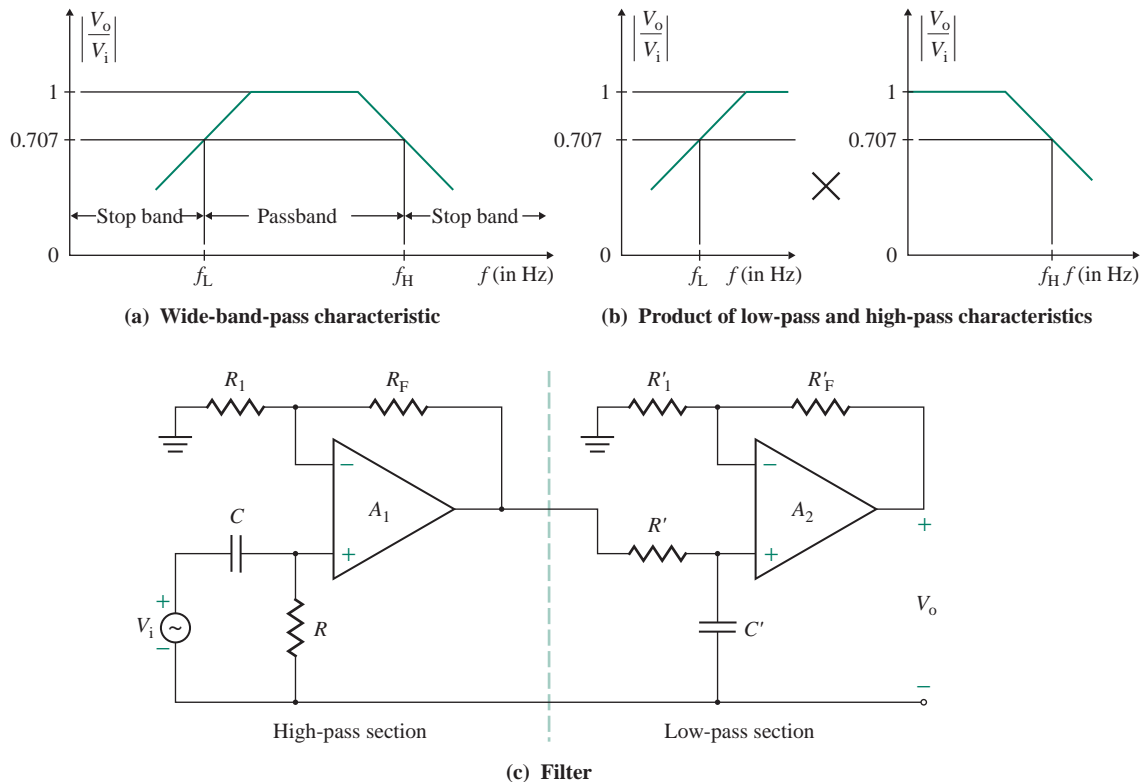 |Vo/Vi|
1
0.707
0
Stop band
Passband
Stop band
fL
fH
f (in Hz)
(a) Wide-band-pass characteristic
|Vo/Vi|
1
0.707
0
fL
f (in Hz)
×
|Vo/Vi|
1
0.707
0
fH
f (in Hz)
(b) Product of low-pass and high-pass characteristics
R1
RF
−
A1
+
C
R
+
Vi
~
−
High-pass section
R'1
R'F
−
A2
+
R'
C'
+
Vo
−
Low-pass section
(c) Filter